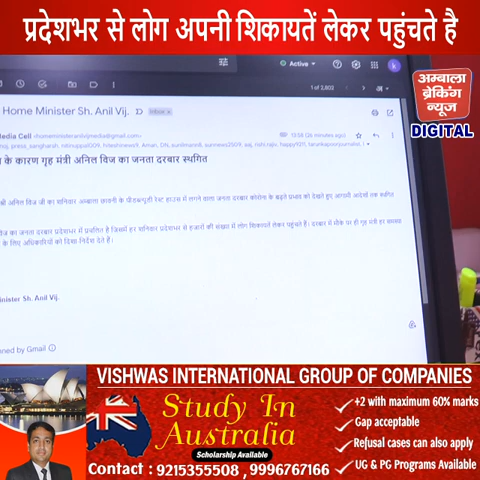 प्रदेशभर से लोग अपनी शिकायतें लेकर पहुंचते है
Active
1 of 2,802
Home Minister Sh. Anil Vij.
Inbox x
Media Cell <homeministeranilvijmedia@gmail.com>
13:58 (26 minutes ago)
के कारण गृह मंत्री अनिल विज का जनता दरबार स्थगित
श्री अनिल विज जी का शनिवार अम्बाला छावनी के पीडब्ल्यूडी रेस्ट हाउस में लगने वाला जनता दरबार कोरोना के बढ़ते प्रभाव को देखते हुए आगामी आदेशों तक स्थगित
विज का जनता दरबार प्रदेशभर में प्रचलित है जिसमें हर शनिवार प्रदेशभर से हजारों की संख्या में लोग शिकायतें लेकर पहुंचते हैं। दरबार में मौके पर ही गृह मंत्री हर समस्या
के लिए अधिकारियों को दिशा-निर्देश देते हैं।
Minister Sh. Anil Vij.
Scanned by Gmail
अम्बाला
ब्रेकिंग
न्यूज
DIGITAL
VISHWAS INTERNATIONAL GROUP OF COMPANIES
Study In
Australia
Scholarship Available
Contact : 9215355508 , 9996767166
+2 with maximum 60% marks
Gap acceptable
Refusal cases can also apply
UG & PG Programs Available